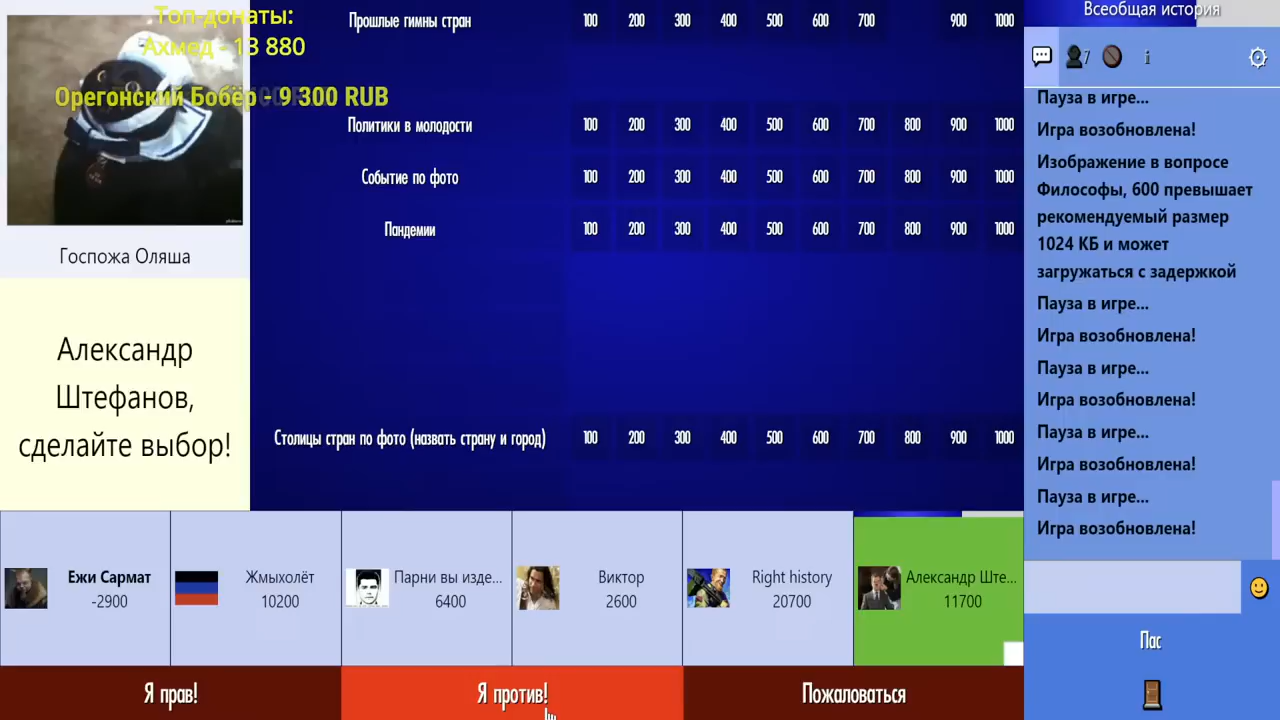 Топ-донаты:
Ахмед - 13 880
Орегонский Бобёр - 9 300 RUB
Госпожа Оляша
Александр
Штефанов,
сделайте выбор!
Прошлые гимны стран 100 200 300 400 500 600 700 900 1000
Политики в молодости 100 200 300 400 500 600 700 800 900 1000
Событие по фото 100 200 300 400 500 600 700 800 900 1000
Пандемии 100 200 300 400 500 600 700 800 900 1000
Столицы стран по фото (назвать страну и город) 100 200 300 400 500 600 700 800 900 1000
Всеобщая история
7 i
Пауза в игре...
Игра возобновлена!
Изображение в вопросе
Философы, 600 превышает
рекомендуемый размер
1024 КБ и может
загружаться с задержкой
Пауза в игре...
Игра возобновлена!
Пауза в игре...
Игра возобновлена!
Пауза в игре...
Игра возобновлена!
Пауза в игре...
Игра возобновлена!
Ежи Сармат
-2900
Жмыхолёт
10200
Парни вы изде...
6400
Виктор
2600
Right history
20700
Александр Ште...
11700
Пас
Я прав!
Я против!
Пожаловаться